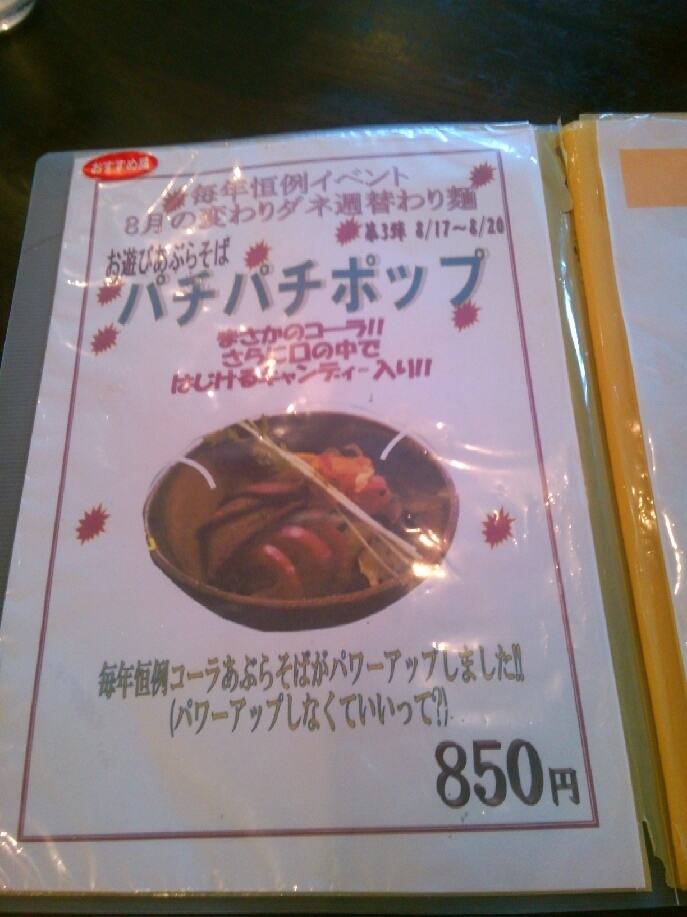 おすすめ品
毎年恒例イベント
8月の変わりダネ週替わり麺
第3弾 8/17～8/20
お遊びあぶらそば
パチパチポップ
まさかのコーラ!!
さらに口の中で
はじけるキャンディー入り!!
毎年恒例コーラあぶらそばがパワーアップしました!!
(パワーアップしなくていいって?)
850円